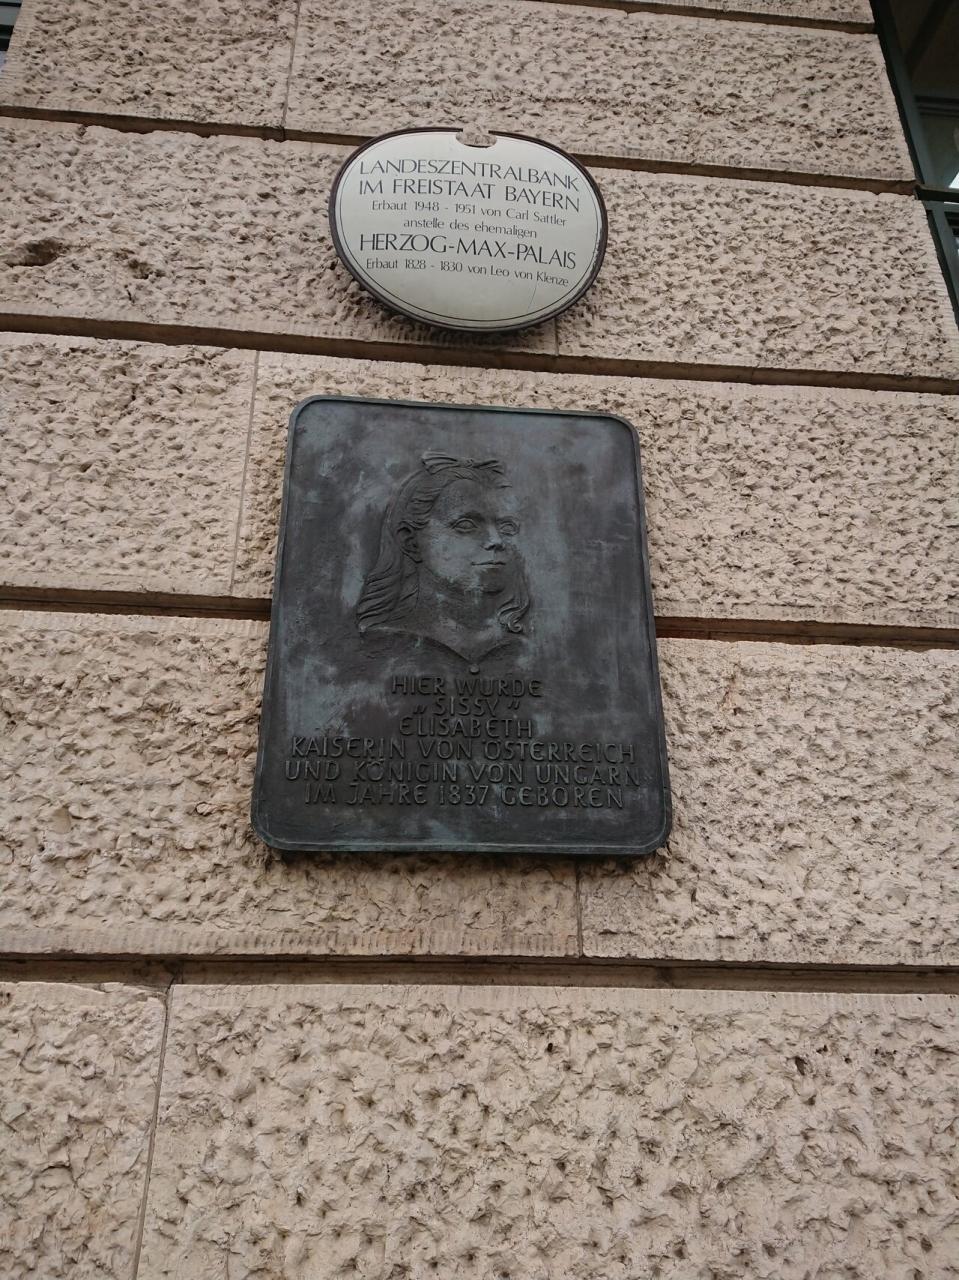 LANDESZENTRALBANK
IM FREISTAAT BAYERN
Erbaut 1948 - 1951 von Carl Sattler
anstelle des ehemaligen
HERZOG-MAX-PALAIS
Erbaut 1828 - 1830 von Leo von Klenze
HIER WURDE
„SISSY"
ELISABETH
KAISERIN VON ÖSTERREICH
UND KÖNIGIN VON UNGARN
IM JAHRE 1837 GEBOREN